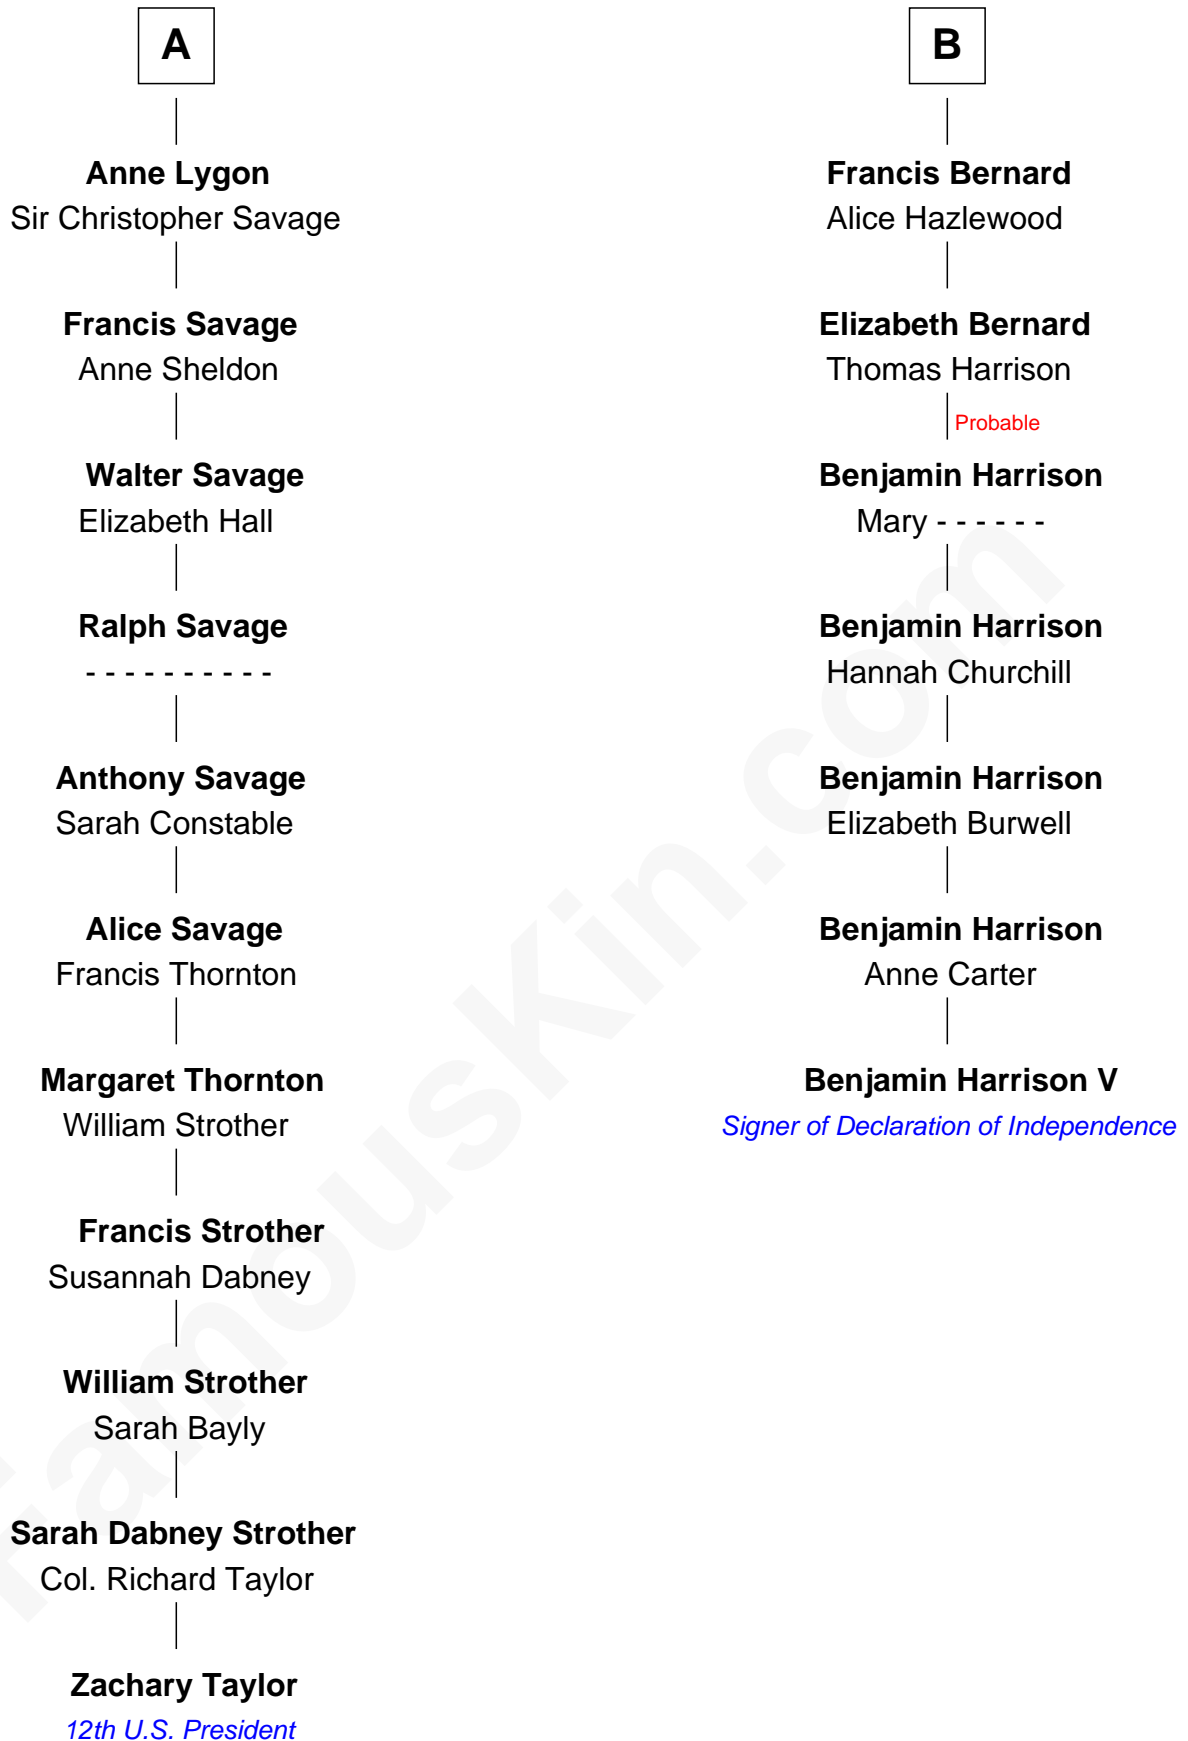 A
Anne Lygon
Sir Christopher Savage
Francis Savage
Anne Sheldon
Walter Savage
Elizabeth Hall
Ralph Savage
- - - - - - - - - -
Anthony Savage
Sarah Constable
Alice Savage
Francis Thornton
Margaret Thornton
William Strother
Francis Strother
Susannah Dabney
William Strother
Sarah Bayly
Sarah Dabney Strother
Col. Richard Taylor
Zachary Taylor
12th U.S. President
B
Francis Bernard
Alice Hazlewood
Elizabeth Bernard
Thomas Harrison
Probable
Benjamin Harrison
Mary - - - - - -
Benjamin Harrison
Hannah Churchill
Benjamin Harrison
Elizabeth Burwell
Benjamin Harrison
Anne Carter
Benjamin Harrison V
Signer of Declaration of Independence
FamousKin.com